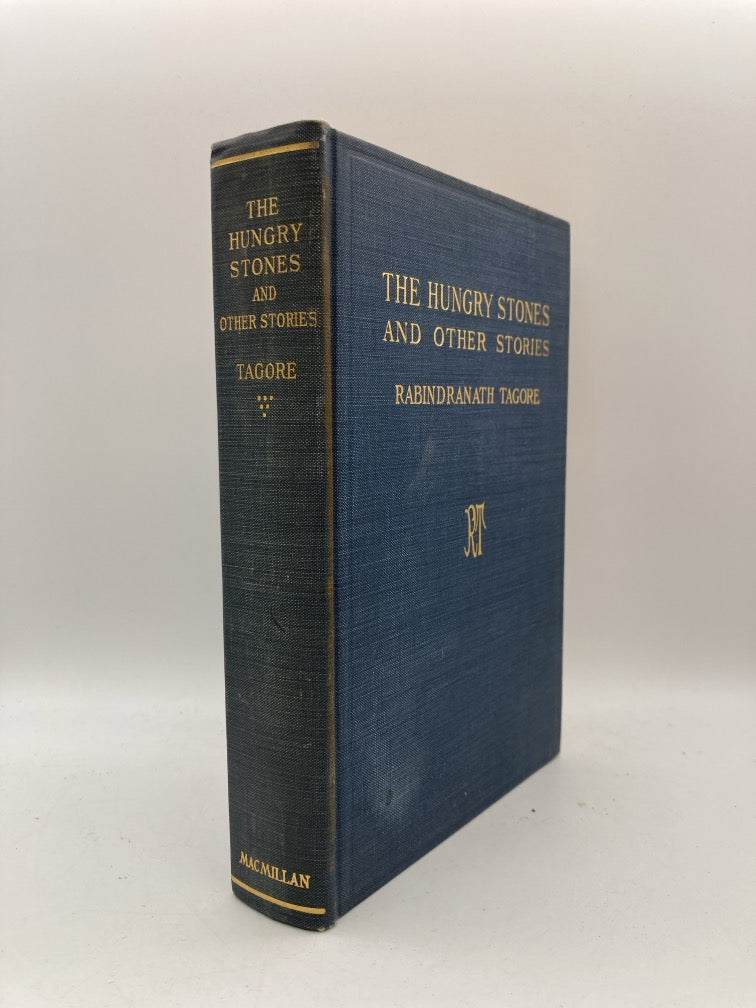 THE
HUNGRY
STONES
AND
OTHER STORIES
TAGORE
MACMILLAN
THE HUNGRY STONES
AND OTHER STORIES
RABINDRANATH TAGORE
RT